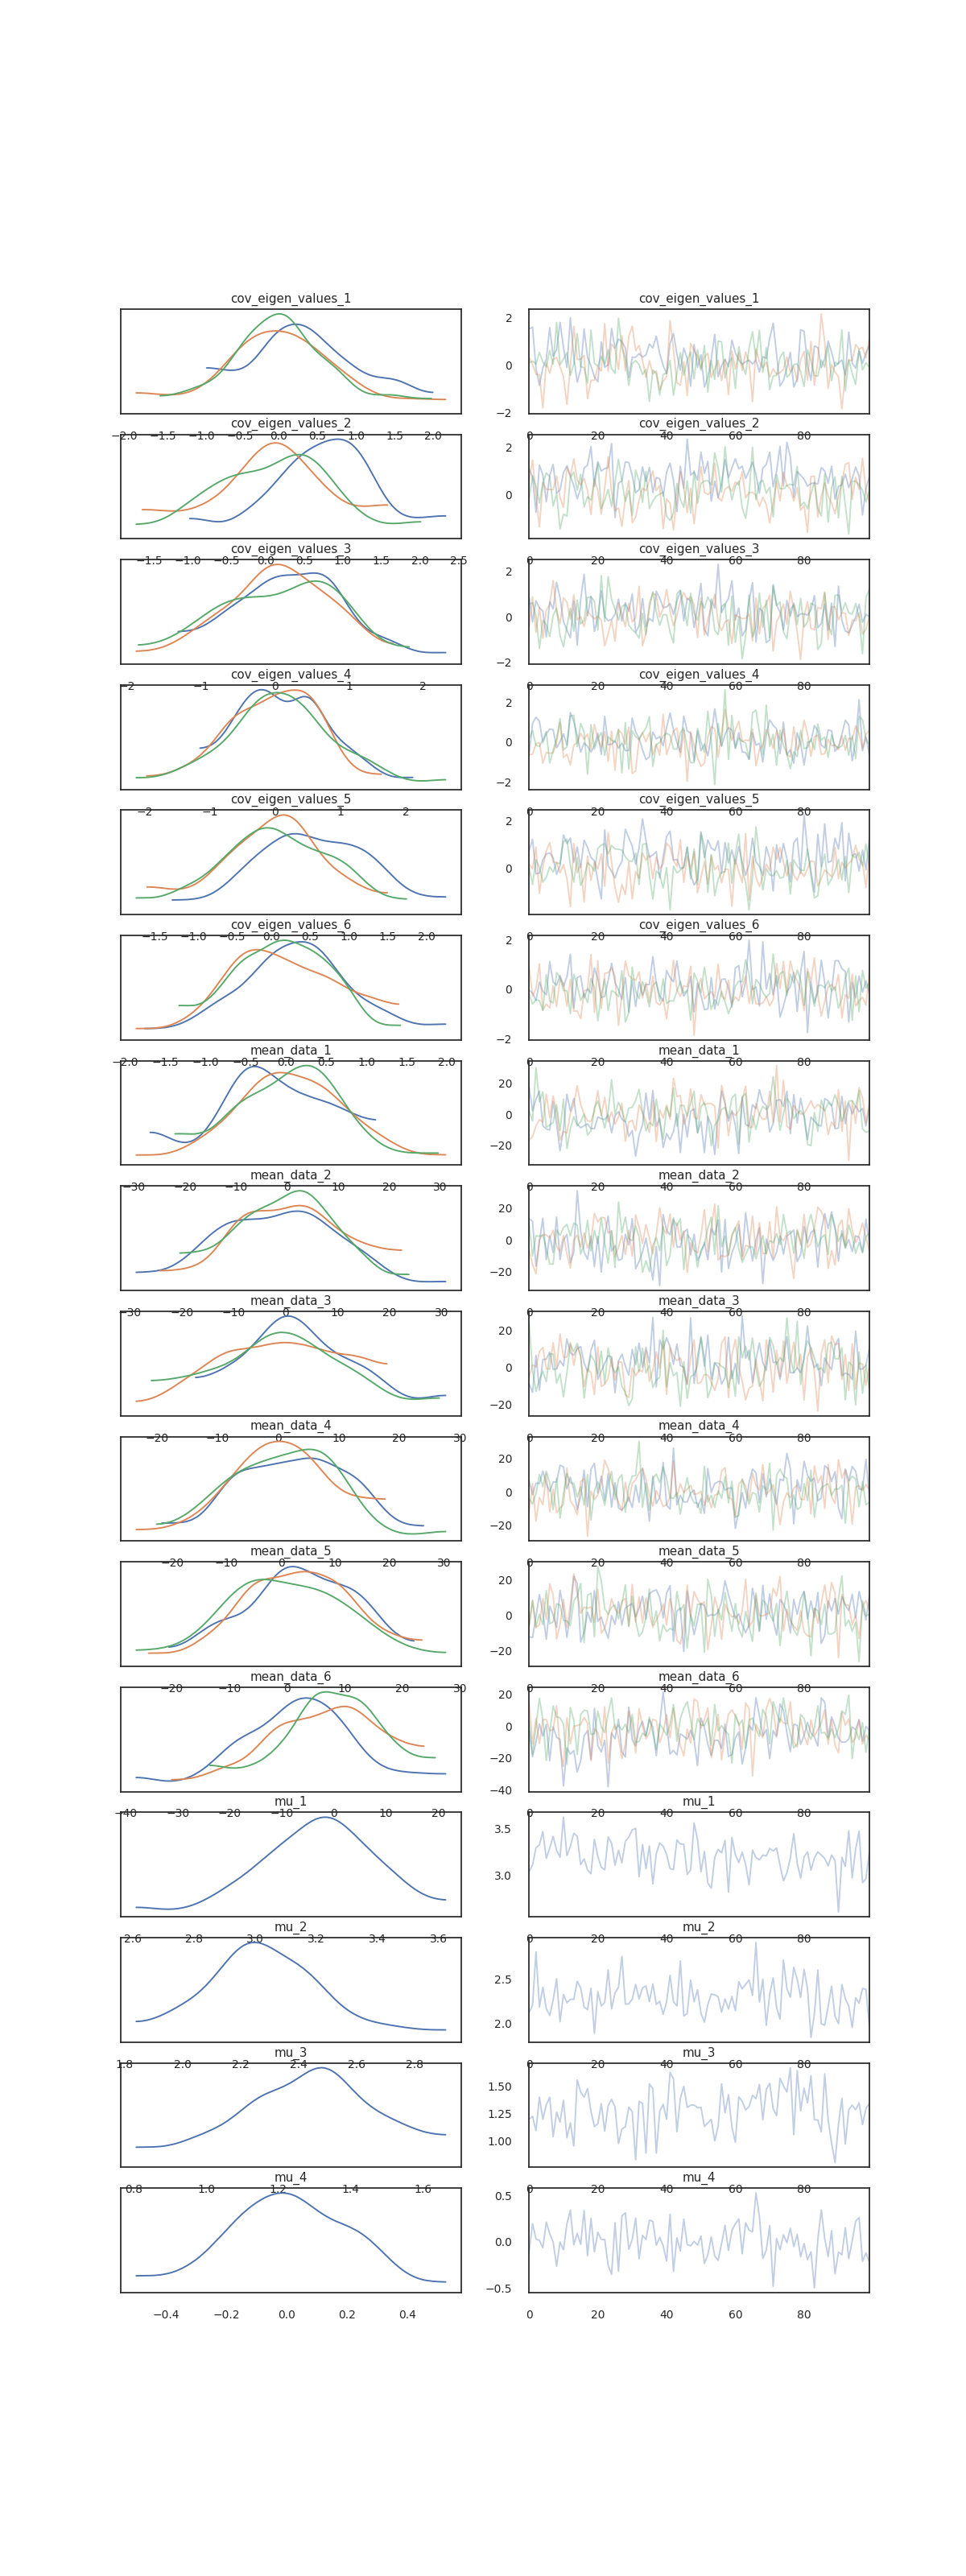 cov_eigen_values_1 cov_eigen_values_1
2
0
−2
cov_eigen_values_2 cov_eigen_values_2
−2.0 −1.5 −1.0 −0.5 0.0 0.5 1.0 1.5 2.0 0 20 40 60 80
2
0
cov_eigen_values_3 cov_eigen_values_3
−1.5 −1.0 −0.5 0.0 0.5 1.0 1.5 2.0 2.5 0 20 40 60 80
2
0
−2
cov_eigen_values_4 cov_eigen_values_4
−2 −1 0 1 2 0 20 40 60 80
2
0
−2
cov_eigen_values_5 cov_eigen_values_5
−2 −1 0 1 2 0 20 40 60 80
2
0
cov_eigen_values_6 cov_eigen_values_6
−1.5 −1.0 −0.5 0.0 0.5 1.0 1.5 2.0 0 20 40 60 80
2
0
−2
mean_data_1 mean_data_1
−2.0 −1.5 −1.0 −0.5 0.0 0.5 1.0 1.5 2.0 0 20 40 60 80
20
0
−20
mean_data_2 mean_data_2
−30 −20 −10 0 10 20 30 0 20 40 60 80
20
0
−20
mean_data_3 mean_data_3
−30 −20 −10 0 10 20 30 0 20 40 60 80
20
0
−20
mean_data_4 mean_data_4
−20 −10 0 10 20 30 0 20 40 60 80
20
0
−20
mean_data_5 mean_data_5
−20 −10 0 10 20 30 0 20 40 60 80
20
0
−20
mean_data_6 mean_data_6
−20 −10 0 10 20 30 0 20 40 60 80
20
0
−20
−40
mu_1 mu_1
−40 −30 −20 −10 0 10 20 0 20 40 60 80
3.5
3.0
mu_2 mu_2
2.6 2.8 3.0 3.2 3.4 3.6 0 20 40 60 80
2.5
2.0
mu_3 mu_3
1.8 2.0 2.2 2.4 2.6 2.8 0 20 40 60 80
1.50
1.25
1.00
mu_4 mu_4
0.8 1.0 1.2 1.4 1.6 0 20 40 60 80
0.5
0.0
−0.5
−0.4 −0.2 0.0 0.2 0.4 0 20 40 60 80